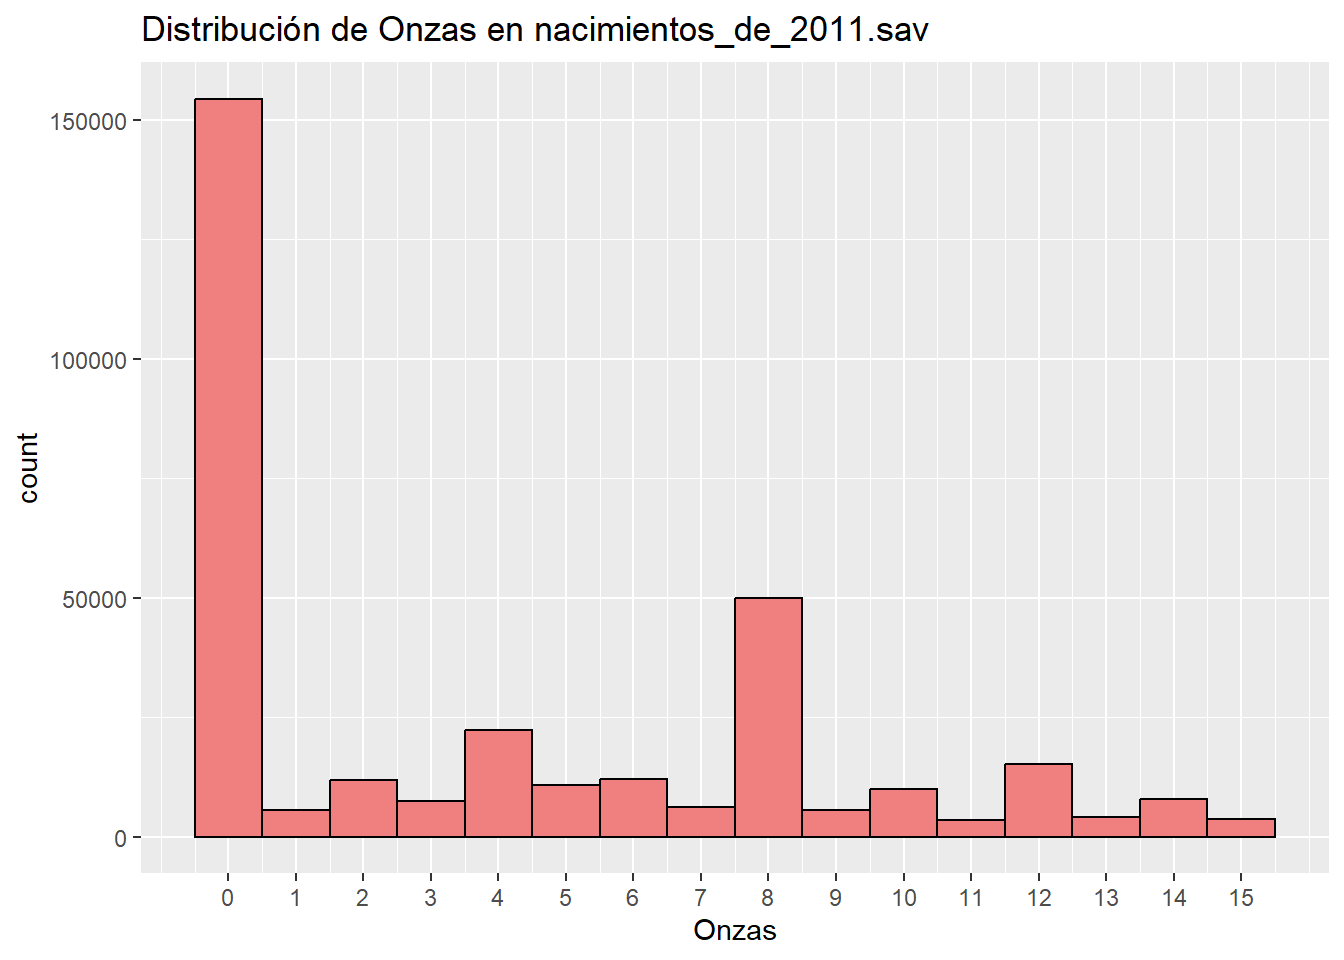 Distribución de Onzas en nacimientos_de_2011.sav
150000
100000
50000
0
count
0 1 2 3 4 5 6 7 8 9 10 11 12 13 14 15
Onzas